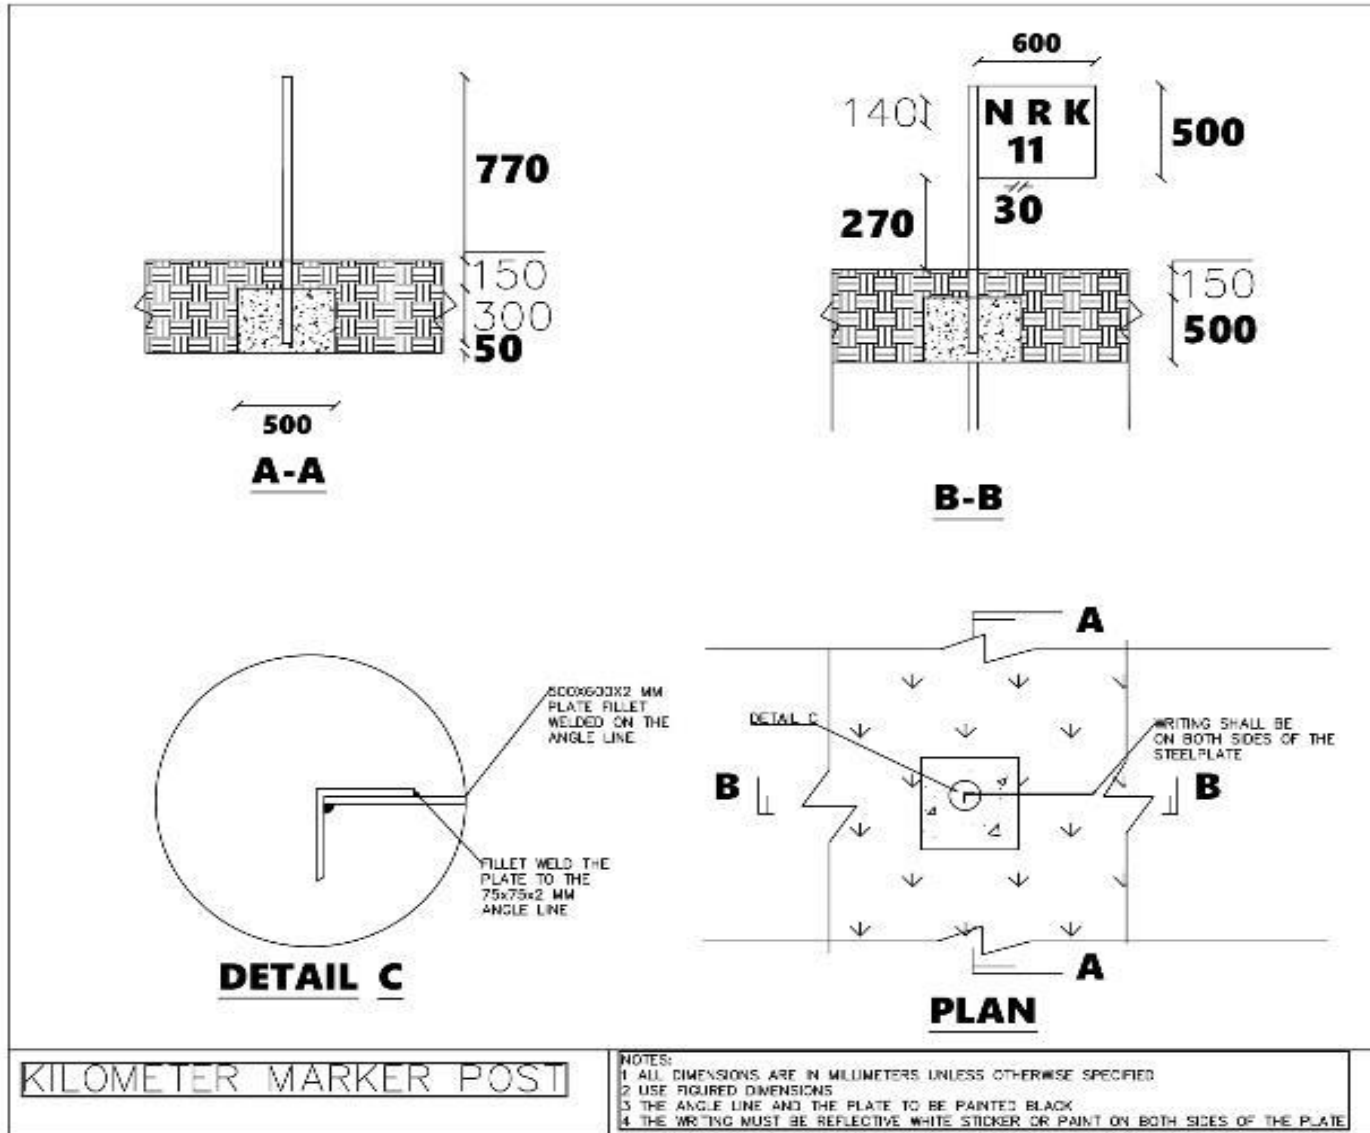 770
150
300
50
500
A-A
600
140
N R K
11
500
30
270
150
500
B-B
500X600X2 MM
PLATE FILLET
WELDED ON THE
ANGLE LINE
FILLET WELD THE
PLATE TO THE
75x75x2 MM
ANGLE LINE
DETAIL C
A
DETAIL C
WRITING SHALL BE
ON BOTH SIDES OF THE
STEELPLATE
B
B
A
PLAN
KILOMETER MARKER POST
NOTES:
1 ALL DIMENSIONS ARE IN MILLIMETERS UNLESS OTHERWISE SPECIFIED
2 USE FIGURED DIMENSIONS
3 THE ANGLE LINE AND THE PLATE TO BE PAINTED BLACK
4 THE WRITING MUST BE REFLECTIVE WHITE STICKER OR PAINT ON BOTH SIDES OF THE PLATE